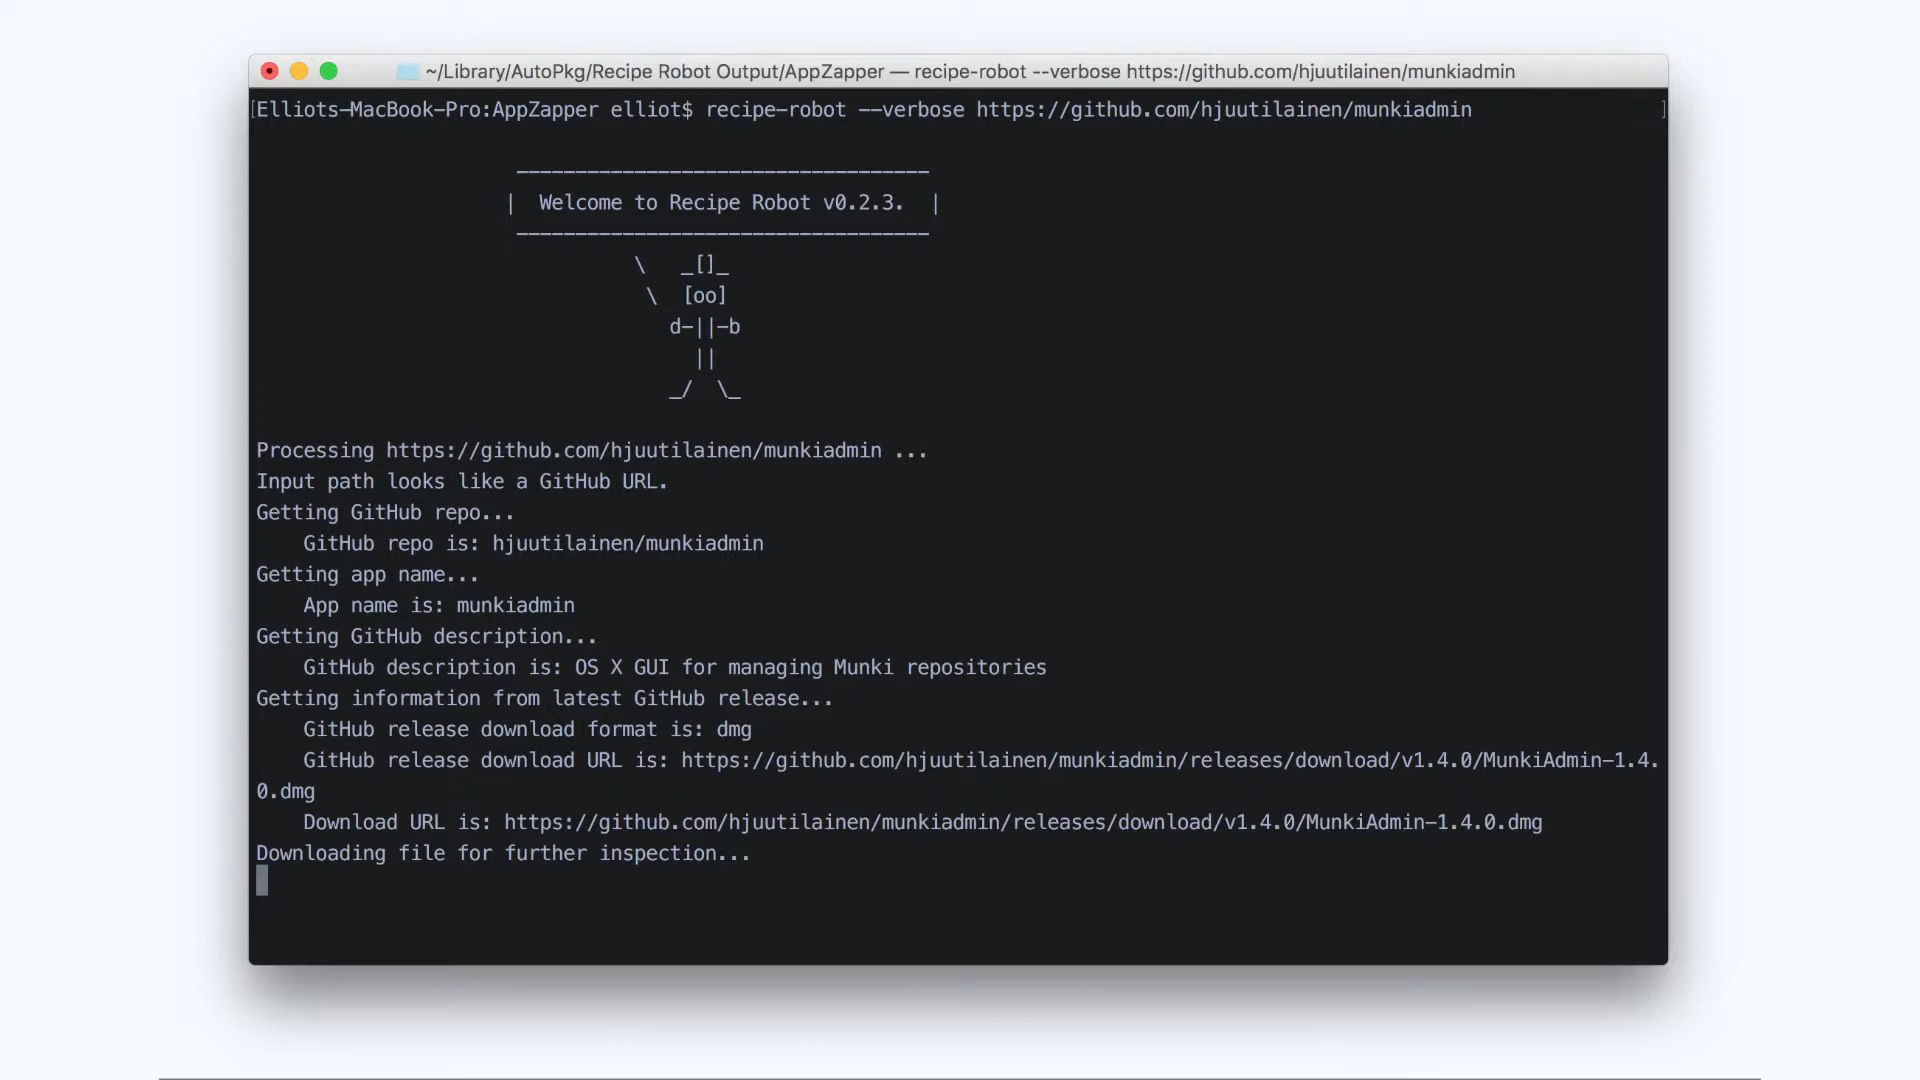 ~/Library/AutoPkg/Recipe Robot Output/AppZapper — recipe-robot --verbose https://github.com/hjuutilainen/munkiadmin
[Elliots-MacBook-Pro:AppZapper elliot$ recipe-robot --verbose https://github.com/hjuutilainen/munkiadmin ]
-----------------------------------
|  Welcome to Recipe Robot v0.2.3.  |
-----------------------------------
\   _[]_
\  [oo]
d-||-b
||
_/  \_
Processing https://github.com/hjuutilainen/munkiadmin ...
Input path looks like a GitHub URL.
Getting GitHub repo...
GitHub repo is: hjuutilainen/munkiadmin
Getting app name...
App name is: munkiadmin
Getting GitHub description...
GitHub description is: OS X GUI for managing Munki repositories
Getting information from latest GitHub release...
GitHub release download format is: dmg
GitHub release download URL is: https://github.com/hjuutilainen/munkiadmin/releases/download/v1.4.0/MunkiAdmin-1.4.
0.dmg
Download URL is: https://github.com/hjuutilainen/munkiadmin/releases/download/v1.4.0/MunkiAdmin-1.4.0.dmg
Downloading file for further inspection...